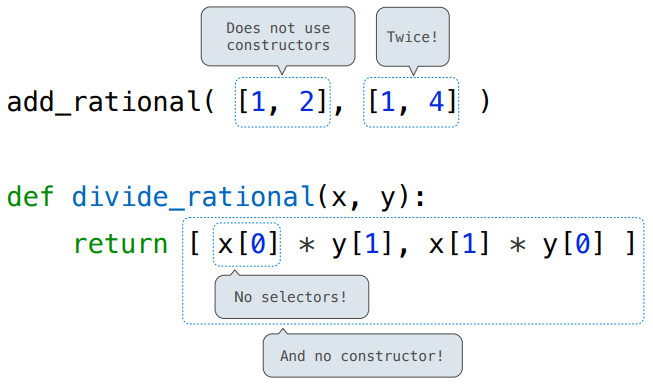 Does not use
constructors
Twice!
add_rational( [1, 2], [1, 4] )
def divide_rational(x, y):
return [ x[0] * y[1], x[1] * y[0] ]
No selectors!
And no constructor!